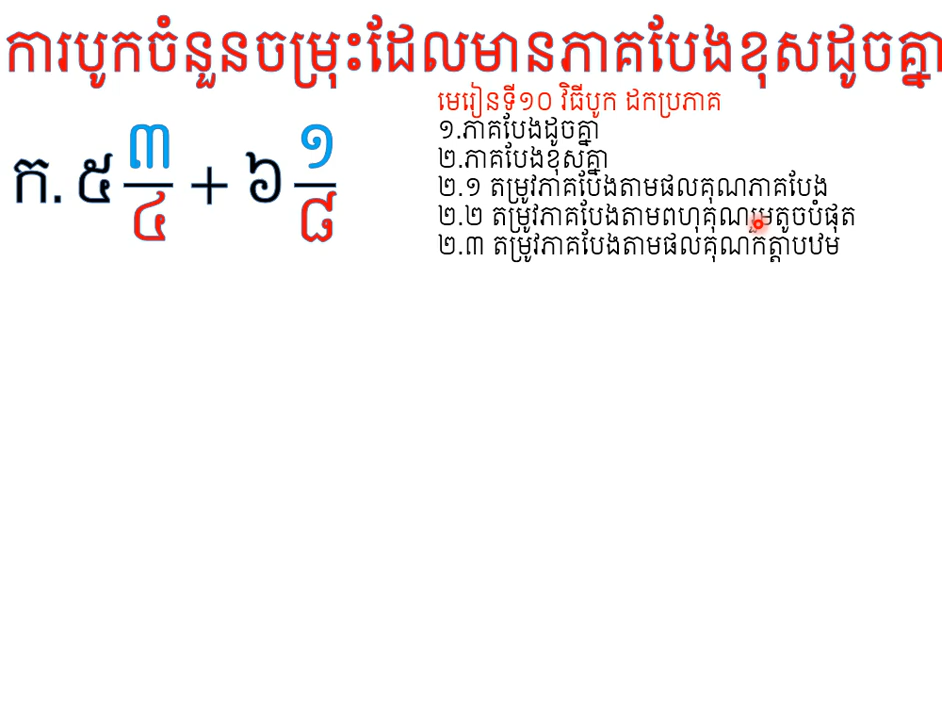 ការបូកចំនួនចម្រុះដែលមានភាគបែងខុសដូចគ្នា
មេរៀនទី១០ វិធីបូក ដកប្រភាគ
១.ភាគបែងដូចគ្នា
២.ភាគបែងខុសគ្នា
២.១ តម្រូវភាគបែងតាមផលគុណភាគបែង
២.២ តម្រូវភាគបែងតាមពហុគុណរួមតូចបំផុត
២.៣ តម្រូវភាគបែងតាមផលគុណកត្តាបឋម
ក. ៥ ៣/៤ + ៦ ១/៨